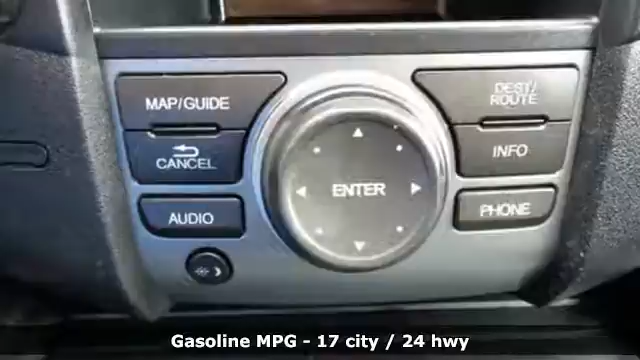 MAP/GUIDE
CANCEL
AUDIO
ENTER
DEST/
ROUTE
INFO
PHONE
Gasoline MPG - 17 city / 24 hwy